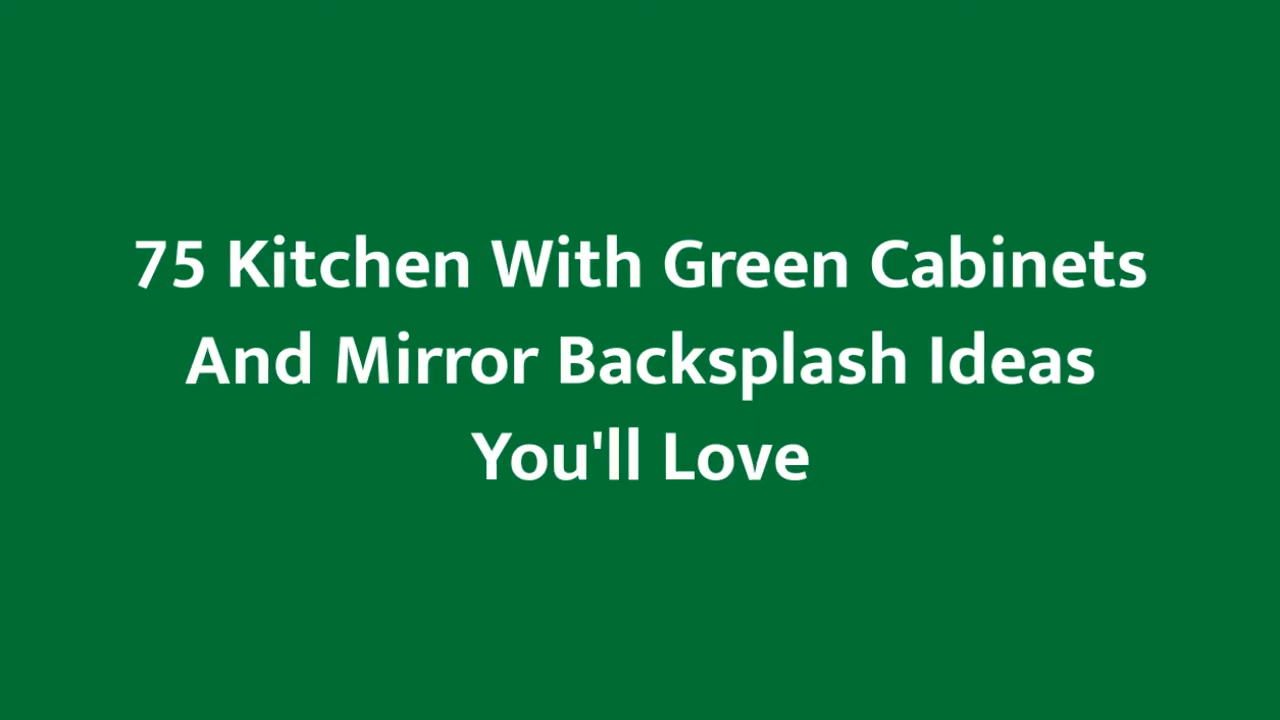 75 Kitchen With Green Cabinets
And Mirror Backsplash Ideas
You'll Love